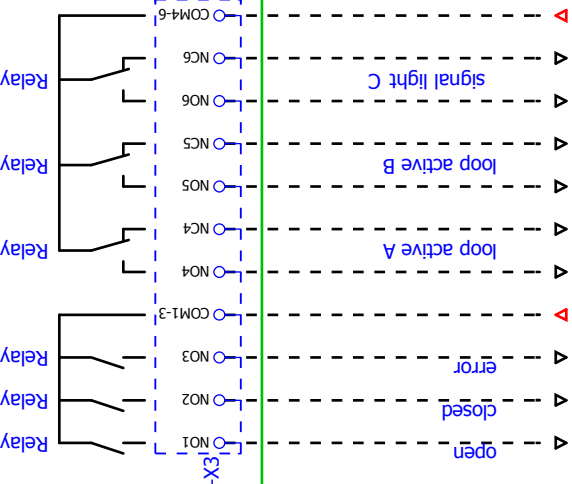 -X3
open
NO1
Relay
closed
NO2
Relay
error
NO3
Relay
COM1-3
NO4
loop active A
Relay
NC4
NO5
loop active B
Relay
NC5
NO6
signal light C
Relay
NC6
COM4-6